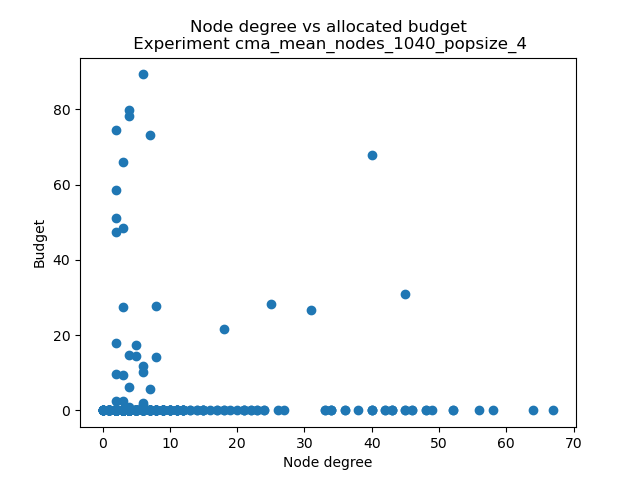 Node degree vs allocated budget
Experiment cma_mean_nodes_1040_popsize_4
80
60
40
20
0
Budget
0 10 20 30 40 50 60 70
Node degree